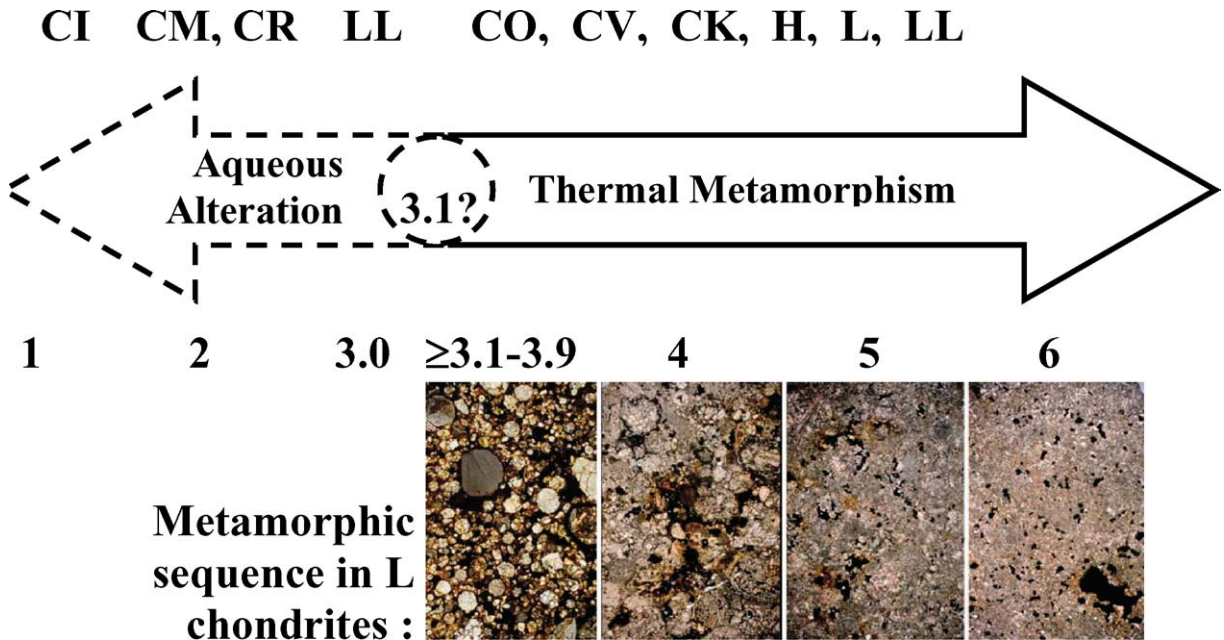 CI CM, CR LL CO, CV, CK, H, L, LL
Aqueous
Alteration
3.1?
Thermal Metamorphism
1 2 3.0 ≥3.1-3.9 4 5 6
Metamorphic
sequence in L
chondrites :